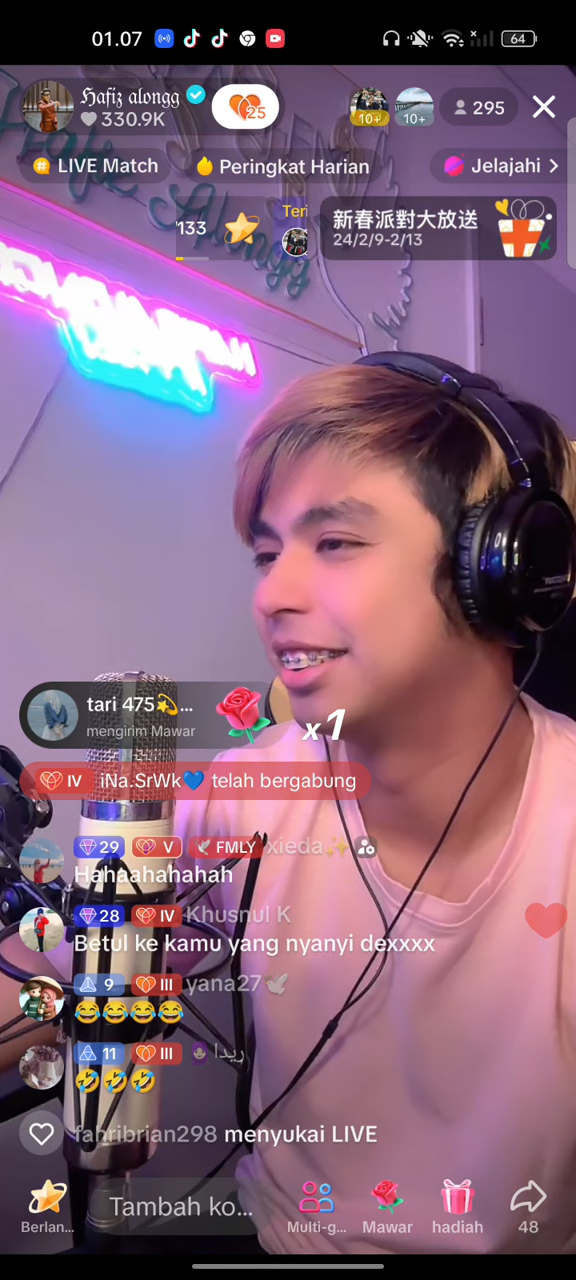 01.07
64
Hafiz alongg
330.9K
25
10+
10+
295
LIVE Match
Peringkat Harian
Jelajahi
133
Teri
新春派對大放送
24/2/9-2/13
tari 475💫...
mengirim Mawar
x1
IV iNa.SrWk💙 telah bergabung
29 V FMLY xieda✨
Hahaahahahah
28 IV Khusnul K
Betul ke kamu yang nyanyi dexxxx
9 III yana27🕊
😂😂😂😂
11 III 🧕🏽ريدا
🤣🤣🤣
fahribrian298 menyukai LIVE
Berlan...
Tambah ko...
Multi-g...
Mawar
hadiah
48